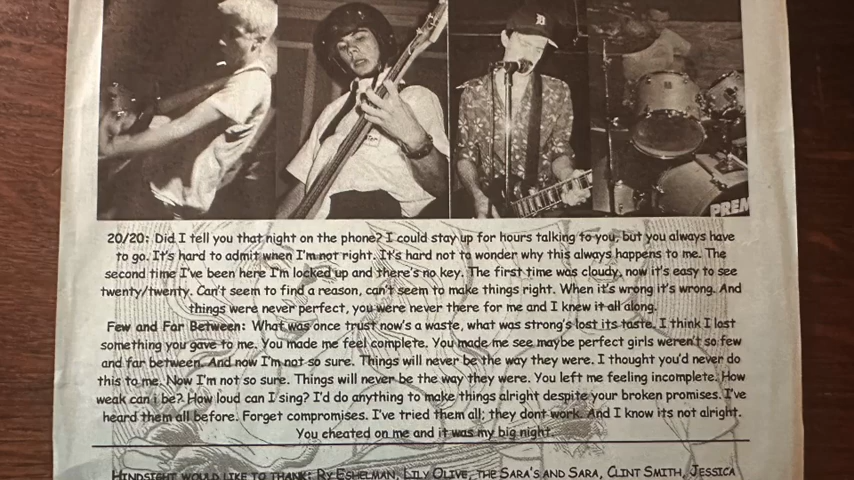 D
PREM
20/20: Did I tell you that night on the phone? I could stay up for hours talking to you, but you always have
to go. It's hard to admit when I'm not right. It's hard not to wonder why this always happens to me. The
second time I've been here I'm locked up and there's no key. The first time was cloudy, now it's easy to see
twenty/twenty. Can't seem to find a reason, can't seem to make things right. When it's wrong it's wrong. And
things were never perfect, you were never there for me and I knew it all along.
Few and Far Between: What was once trust now's a waste, what was strong's lost its taste. I think I lost
something you gave to me. You made me feel complete. You made me see maybe perfect girls weren't so few
and far between. And now I'm not so sure. Things will never be the way they were. I thought you'd never do
this to me. Now I'm not so sure. Things will never be the way they were. You left me feeling incomplete. How
weak can i be? How loud can I sing? I'd do anything to make things alright despite your broken promises. I've
heard them all before. Forget compromises. I've tried them all; they dont work. And I know its not alright.
You cheated on me and it was my big night.
HINDSIGHT WOULD LIKE TO THANK: RY ESHELMAN, LILY OLIVE, THE SARA'S AND SARA, CLINT SMITH, JESSICA